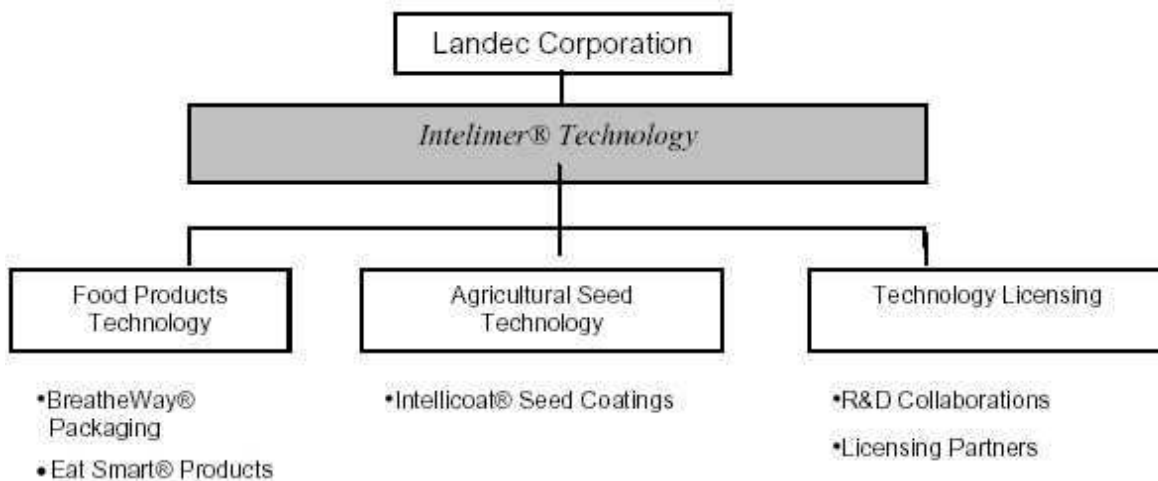 Landec Corporation
Intelimer® Technology
Food Products
Technology
Agricultural Seed
Technology
Technology Licensing
•BreatheWay®
Packaging
•Eat Smart® Products
•Intellicoat® Seed Coatings
•R&D Collaborations
•Licensing Partners